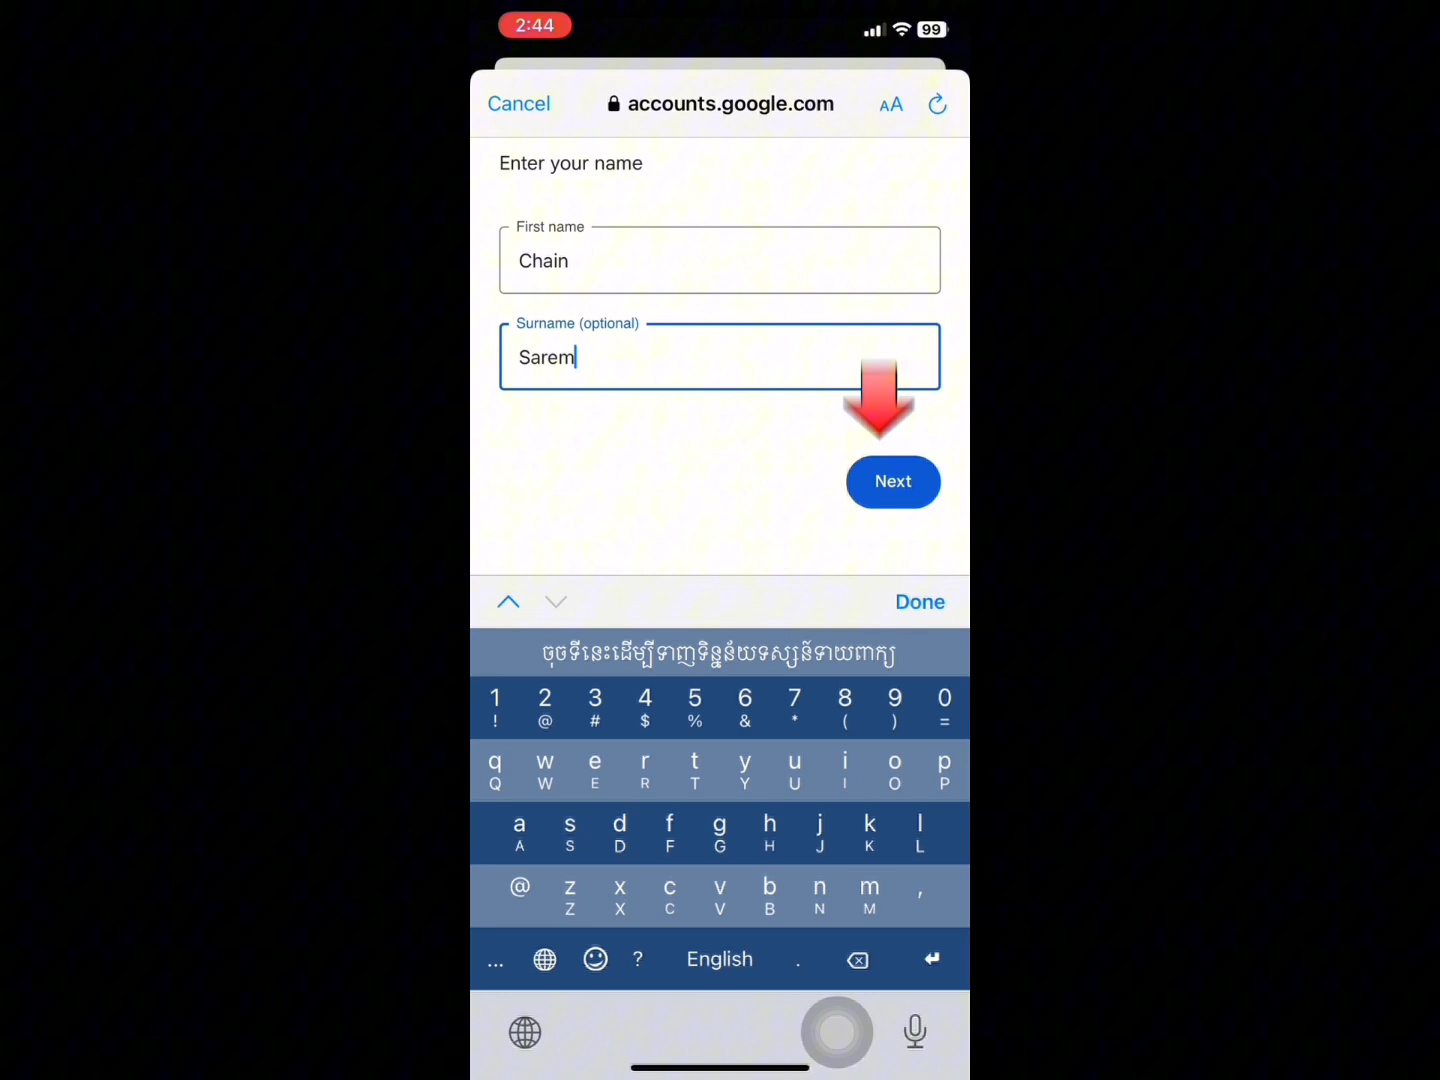 2:44
99
Cancel
accounts.google.com
AA
Enter your name
First name
Chain
Surname (optional)
Sarem
Next
Done
ចុចទីនេះដើម្បីទាញទិន្នន័យទស្សន៍ទាយពាក្យ
1 2 3 4 5 6 7 8 9 0
! @ # $ % & * ( ) =
q w e r t y u i o p
Q W E R T Y U I O P
a s d f g h j k l
A S D F G H J K L
@ z x c v b n m ,
Z X C V B N M
... ? English .